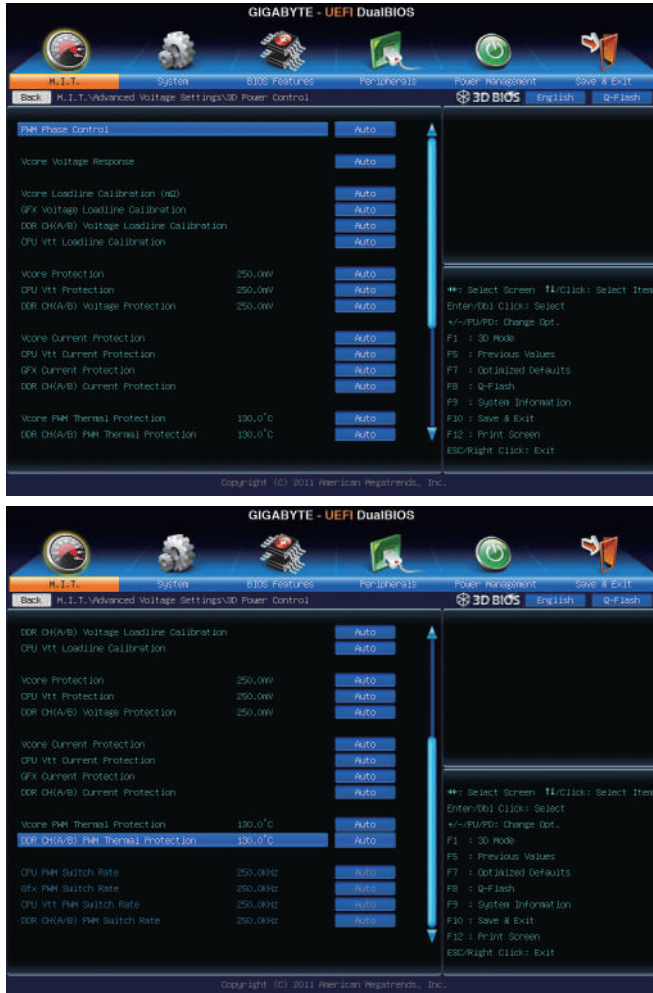 GIGABYTE - UEFI DualBIOS
M.I.T. System BIOS Features Peripherals Power Management Save & Exit
Back M.I.T.\Advanced Voltage Settings\3D Power Control 3D BIOS English Q-Flash
PWM Phase Control Auto
Vcore Voltage Response Auto
Vcore Loadline Calibration (mΩ) Auto
GFX Voltage Loadline Calibration Auto
DDR CH(A/B) Voltage Loadline Calibration Auto
CPU Vtt Loadline Calibration Auto
Vcore Protection 250.0mV Auto
CPU Vtt Protection 250.0mV Auto
DDR CH(A/B) Voltage Protection 250.0mV Auto
Vcore Current Protection Auto
CPU Vtt Current Protection Auto
GFX Current Protection Auto
DDR CH(A/B) Current Protection Auto
Vcore PWM Thermal Protection 130.0°C Auto
DDR CH(A/B) PWM Thermal Protection 130.0°C Auto
↔: Select Screen ↑↓/Click: Select Item
Enter/Dbl Click: Select
+/-/PU/PD: Change Opt.
F1 : 3D Mode
F5 : Previous Values
F7 : Optimized Defaults
F8 : Q-Flash
F9 : System Information
F10 : Save & Exit
F12 : Print Screen
ESC/Right Click: Exit
Copyright (C) 2011 American Megatrends, Inc.
GIGABYTE - UEFI DualBIOS
M.I.T. System BIOS Features Peripherals Power Management Save & Exit
Back M.I.T.\Advanced Voltage Settings\3D Power Control 3D BIOS English Q-Flash
DDR CH(A/B) Voltage Loadline Calibration Auto
CPU Vtt Loadline Calibration Auto
Vcore Protection 250.0mV Auto
CPU Vtt Protection 250.0mV Auto
DDR CH(A/B) Voltage Protection 250.0mV Auto
Vcore Current Protection Auto
CPU Vtt Current Protection Auto
GFX Current Protection Auto
DDR CH(A/B) Current Protection Auto
Vcore PWM Thermal Protection 130.0°C Auto
DDR CH(A/B) PWM Thermal Protection 130.0°C Auto
CPU PWM Switch Rate 250.0KHz Auto
Gfx PWM Switch Rate 250.0KHz Auto
CPU Vtt PWM Switch Rate 250.0KHz Auto
DDR CH(A/B) PWM Switch Rate 250.0KHz Auto
↔: Select Screen ↑↓/Click: Select Item
Enter/Dbl Click: Select
+/-/PU/PD: Change Opt.
F1 : 3D Mode
F5 : Previous Values
F7 : Optimized Defaults
F8 : Q-Flash
F9 : System Information
F10 : Save & Exit
F12 : Print Screen
ESC/Right Click: Exit
Copyright (C) 2011 American Megatrends, Inc.